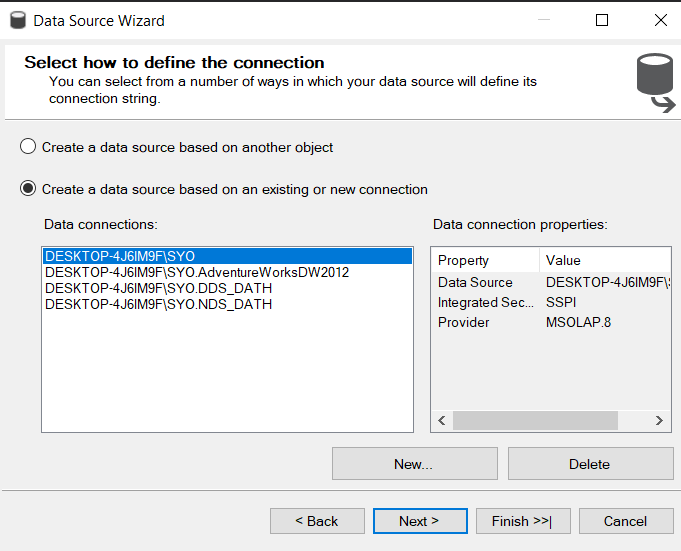 Data Source Wizard
Select how to define the connection
You can select from a number of ways in which your data source will define its
connection string.
Create a data source based on another object
Create a data source based on an existing or new connection
Data connections:
DESKTOP-4J6IM9F\SYO
DESKTOP-4J6IM9F\SYO.AdventureWorksDW2012
DESKTOP-4J6IM9F\SYO.DDS_DATH
DESKTOP-4J6IM9F\SYO.NDS_DATH
Data connection properties:
Property Value
Data Source DESKTOP-4J6IM9F\
Integrated Sec... SSPI
Provider MSOLAP.8
New... Delete
< Back Next > Finish >>| Cancel